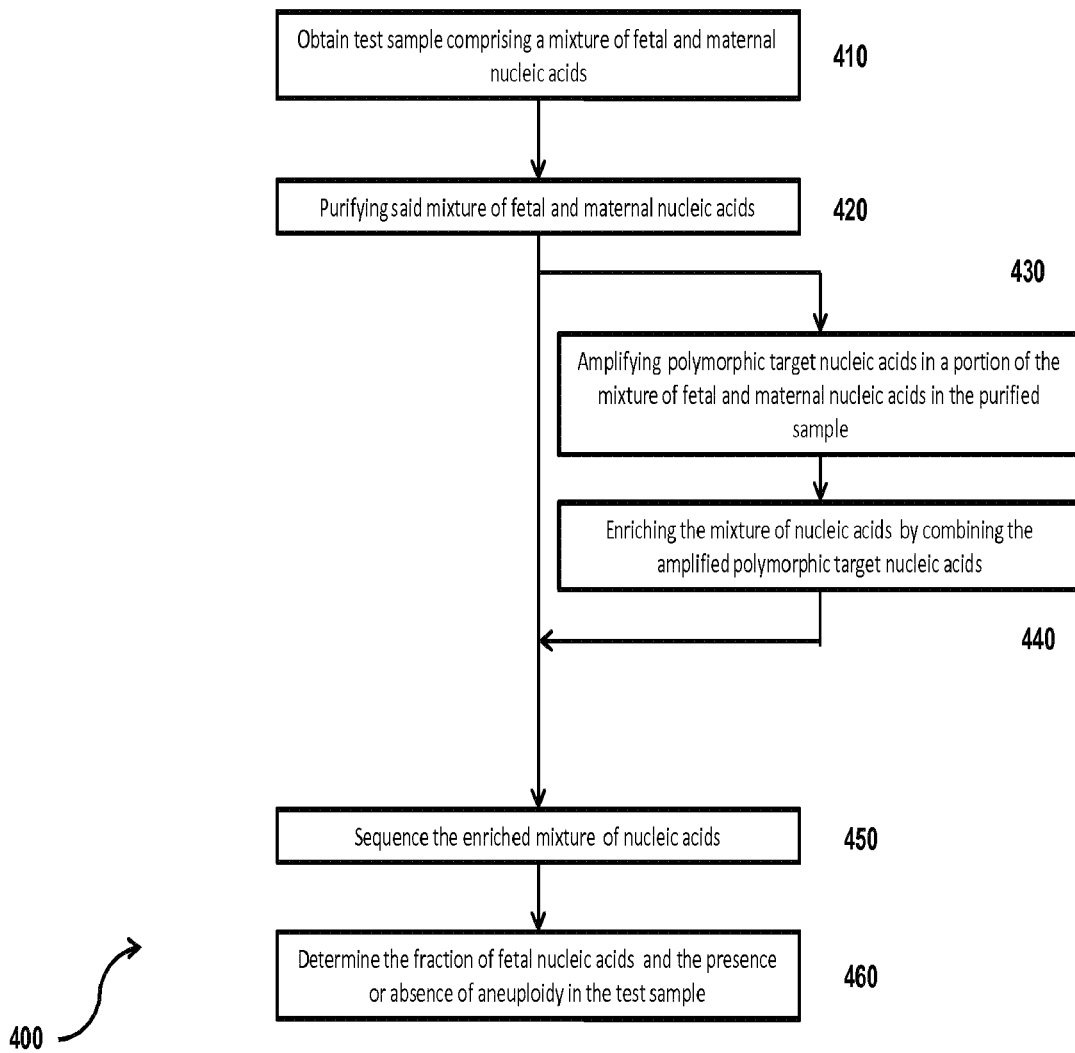 Obtain test sample comprising a mixture of fetal and maternal
nucleic acids
410
Purifying said mixture of fetal and maternal nucleic acids
420
430
Amplifying polymorphic target nucleic acids in a portion of the
mixture of fetal and maternal nucleic acids in the purified
sample
Enriching the mixture of nucleic acids by combining the
amplified polymorphic target nucleic acids
440
Sequence the enriched mixture of nucleic acids
450
Determine the fraction of fetal nucleic acids and the presence
or absence of aneuploidy in the test sample
460
400